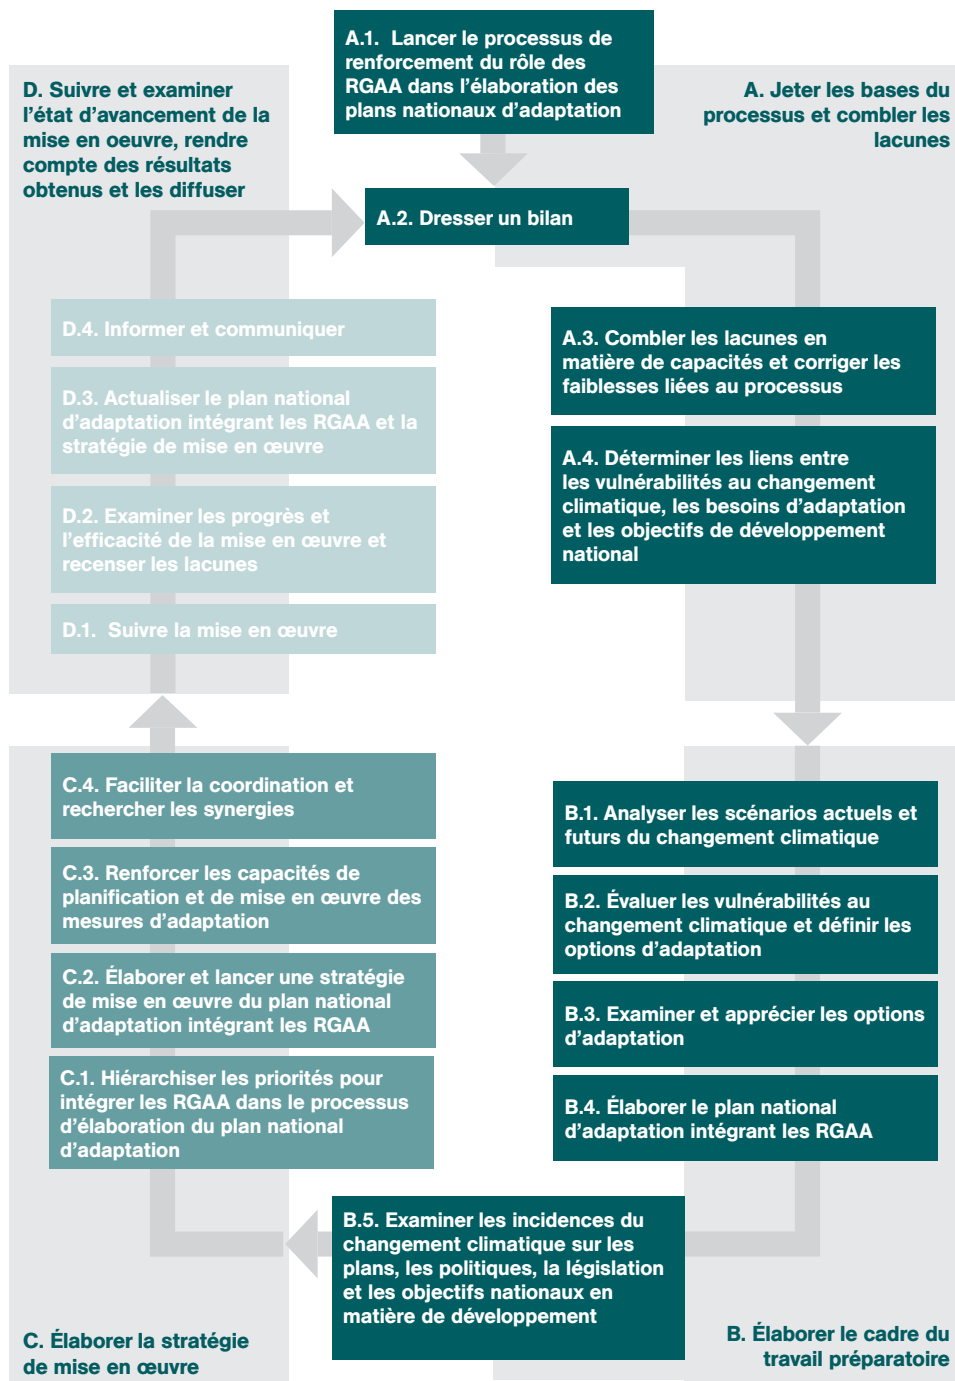 A.1. Lancer le processus de
renforcement du rôle des
RGAA dans l’élaboration des
plans nationaux d’adaptation
A. Jeter les bases du
processus et combler les
lacunes
A.2. Dresser un bilan
A.3. Combler les lacunes en
matière de capacités et corriger les
faiblesses liées au processus
A.4. Déterminer les liens entre
les vulnérabilités au changement
climatique, les besoins d’adaptation
et les objectifs de développement
national
B.1. Analyser les scénarios actuels et
futurs du changement climatique
B.2. Évaluer les vulnérabilités au
changement climatique et définir les
options d’adaptation
B.3. Examiner et apprécier les options
d’adaptation
B.4. Élaborer le plan national
d’adaptation intégrant les RGAA
B.5. Examiner les incidences du
changement climatique sur les
plans, les politiques, la législation
et les objectifs nationaux en
matière de développement
B. Élaborer le cadre du
travail préparatoire
C. Élaborer la stratégie
de mise en œuvre
C.4. Faciliter la coordination et
rechercher les synergies
C.3. Renforcer les capacités de
planification et de mise en œuvre des
mesures d’adaptation
C.2. Élaborer et lancer une stratégie
de mise en œuvre du plan national
d’adaptation intégrant les RGAA
C.1. Hiérarchiser les priorités pour
intégrer les RGAA dans le processus
d’élaboration du plan national
d’adaptation
D. Suivre et examiner
l’état d’avancement de la
mise en oeuvre, rendre
compte des résultats
obtenus et les diffuser
D.4. Informer et communiquer
D.3. Actualiser le plan national
d’adaptation intégrant les RGAA et la
stratégie de mise en œuvre
D.2. Examiner les progrès et
l’efficacité de la mise en œuvre et
recenser les lacunes
D.1. Suivre la mise en œuvre